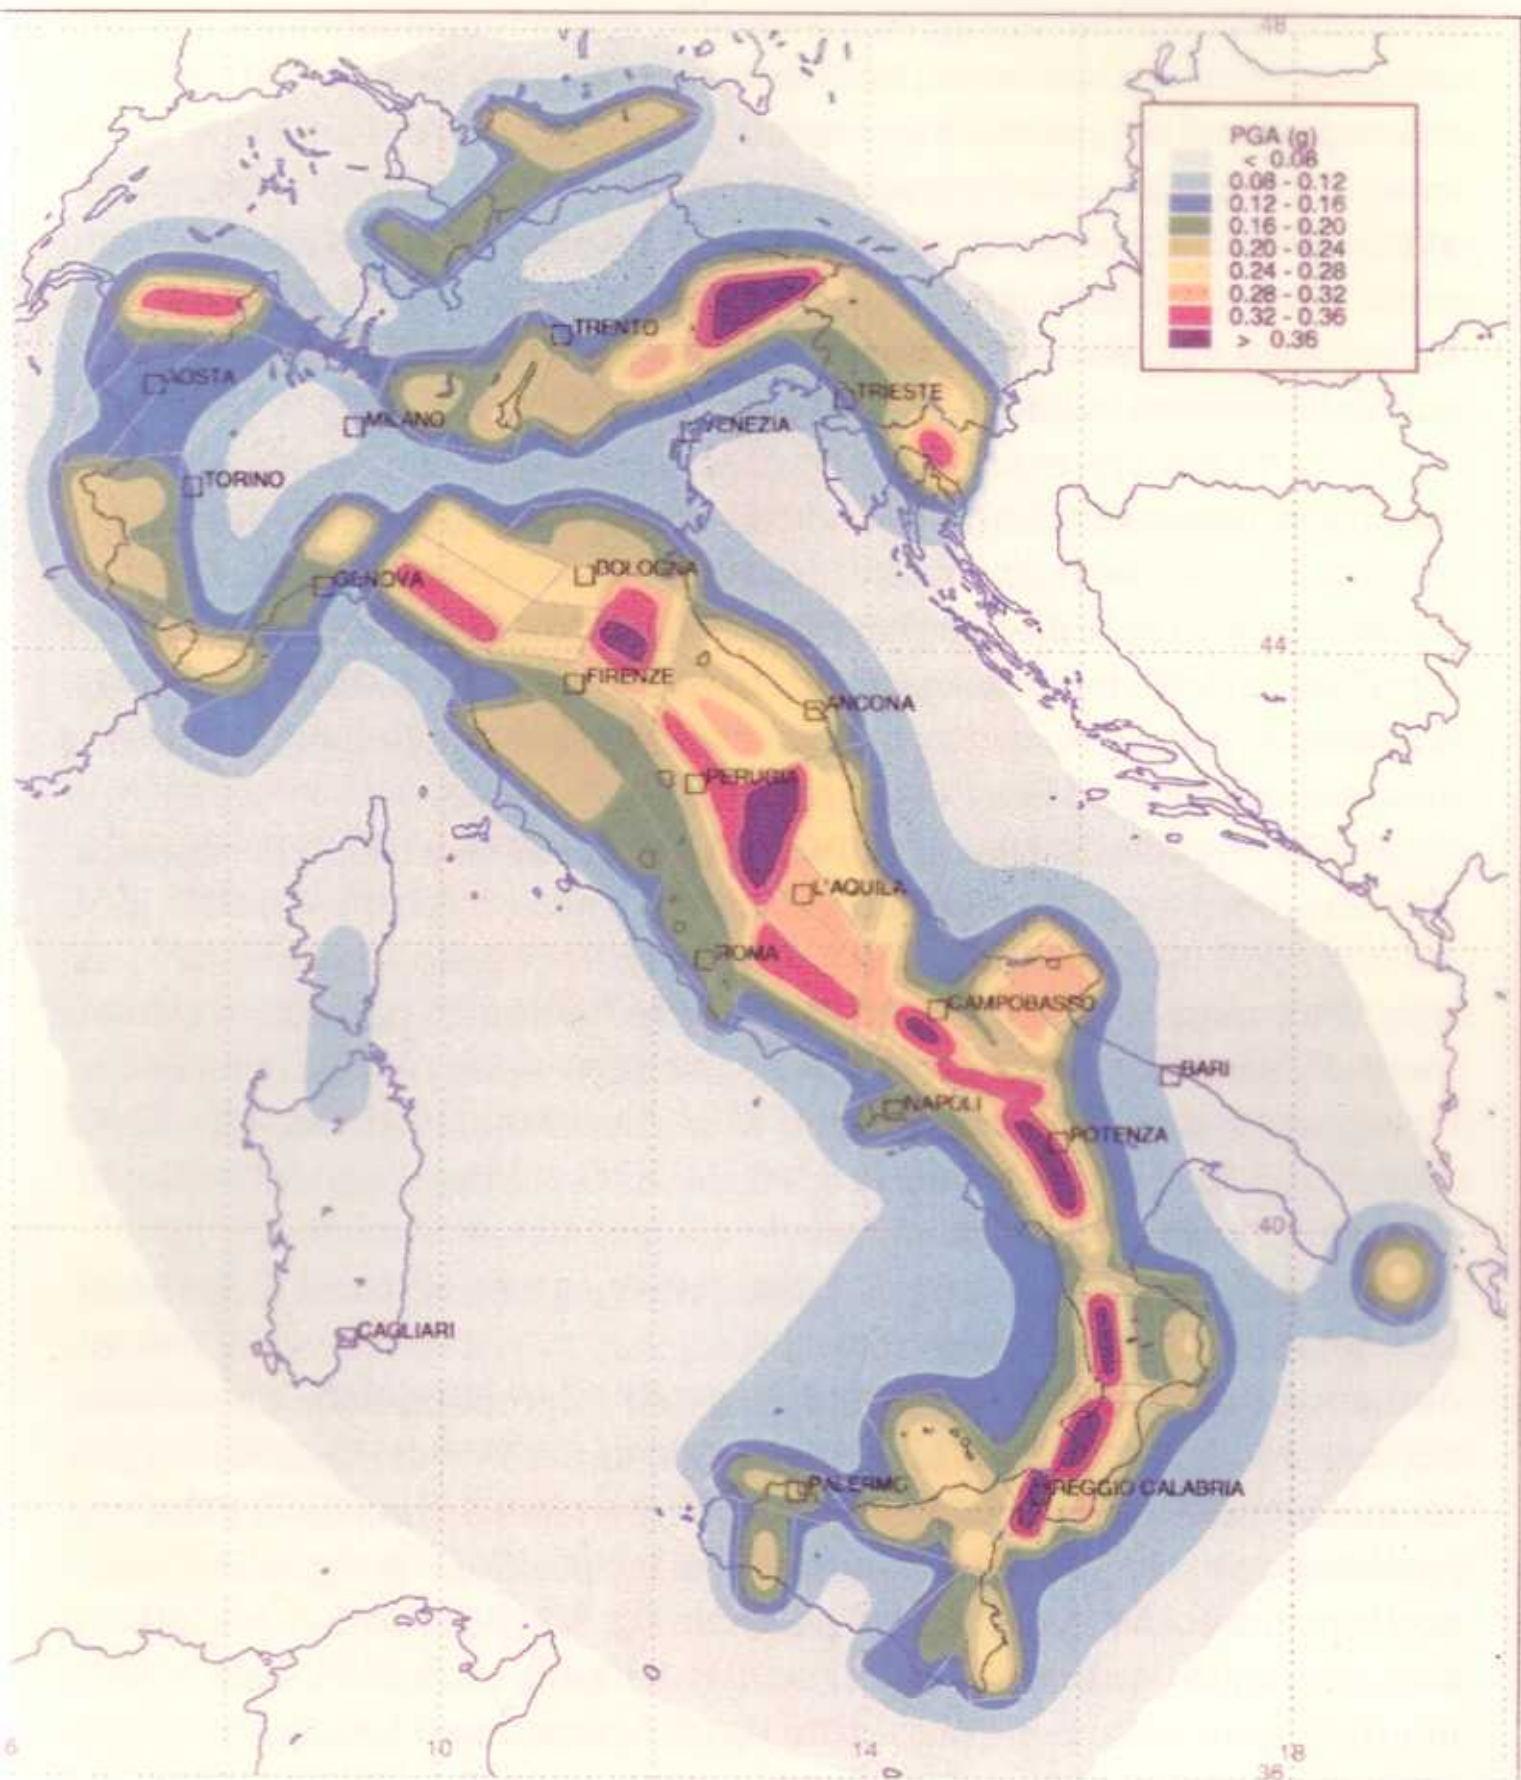 48
PGA (g)
< 0.08
0.08 - 0.12
0.12 - 0.16
0.16 - 0.20
0.20 - 0.24
0.24 - 0.28
0.28 - 0.32
0.32 - 0.36
> 0.36
TRENTO
AOSTA
TRIESTE
MILANO
VENEZIA
TORINO
BOLOGNA
GENOVA
44
FIRENZE
ANCONA
PERUGIA
L'AQUILA
ROMA
CAMPOBASSO
BARI
NAPOLI
POTENZA
40
CAGLIARI
PALERMO
REGGIO CALABRIA
6
10
14
18
36